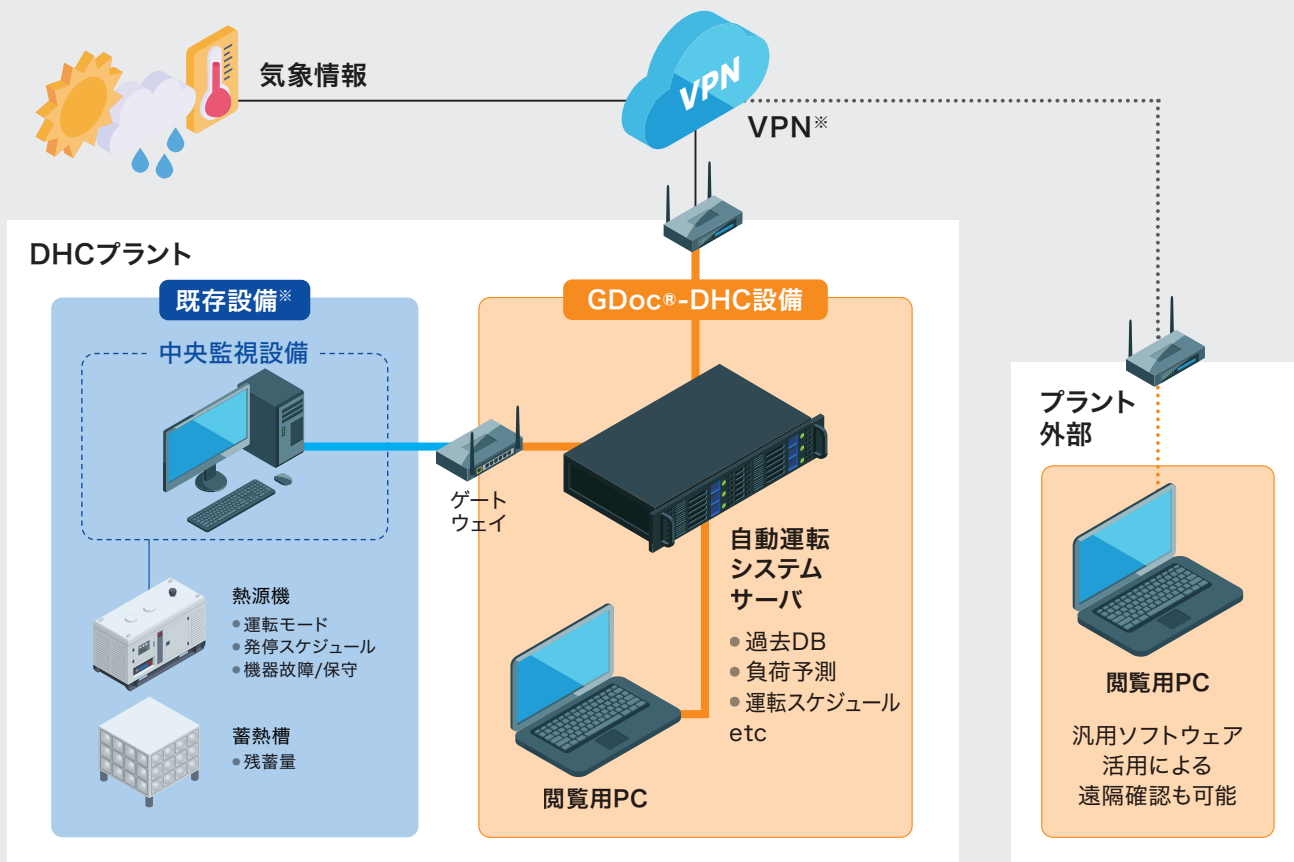 気象情報
VPN
VPN※
DHCプラント
既存設備※
中央監視設備
熱源機
●運転モード
●発停スケジュール
●機器故障/保守
蓄熱槽
●残蓄量
ゲート
ウェイ
GDoc®-DHC設備
自動運転
システム
サーバ
●過去DB
●負荷予測
●運転スケジュール
etc
閲覧用PC
プラント
外部
閲覧用PC
汎用ソフトウェア
活用による
遠隔確認も可能